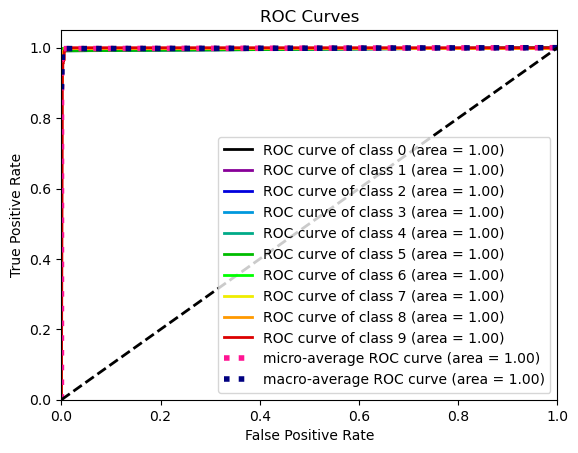 ROC Curves
True Positive Rate
1.0
0.8
0.6
0.4
0.2
0.0
ROC curve of class 0 (area = 1.00)
ROC curve of class 1 (area = 1.00)
ROC curve of class 2 (area = 1.00)
ROC curve of class 3 (area = 1.00)
ROC curve of class 4 (area = 1.00)
ROC curve of class 5 (area = 1.00)
ROC curve of class 6 (area = 1.00)
ROC curve of class 7 (area = 1.00)
ROC curve of class 8 (area = 1.00)
ROC curve of class 9 (area = 1.00)
micro-average ROC curve (area = 1.00)
macro-average ROC curve (area = 1.00)
0.0 0.2 0.4 0.6 0.8 1.0
False Positive Rate